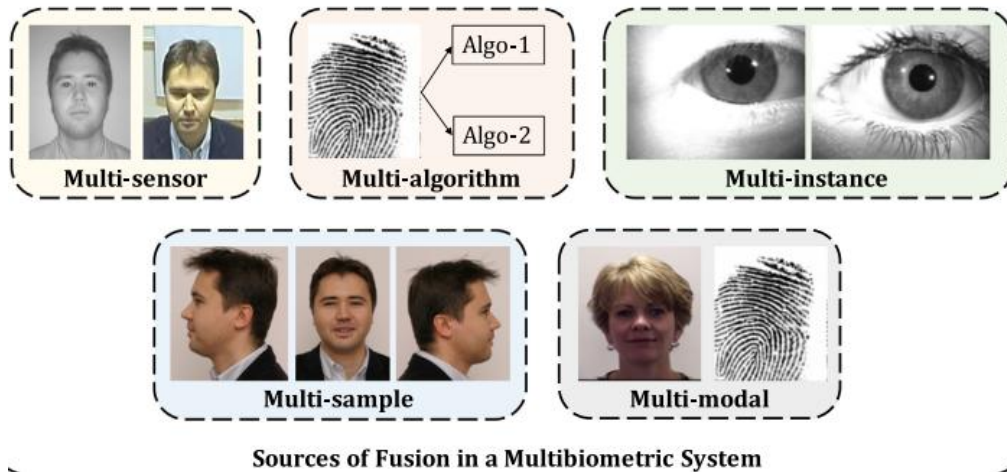 Multi-sensor
Algo-1
Algo-2
Multi-algorithm
Multi-instance
Multi-sample
Multi-modal
Sources of Fusion in a Multibiometric System